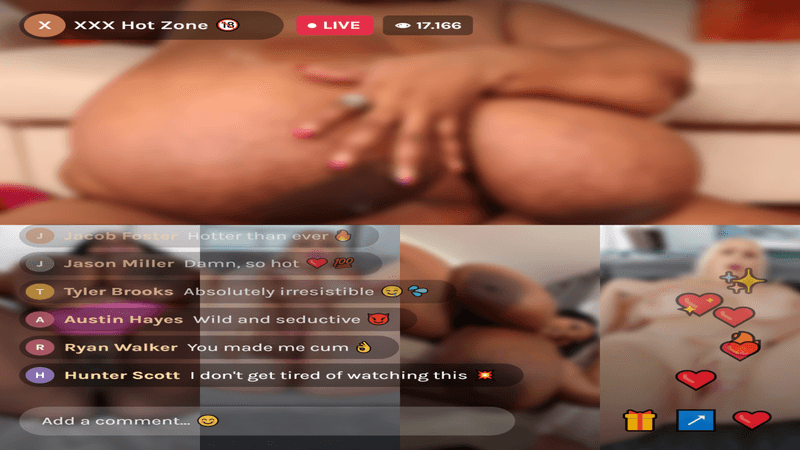 X XXX Hot Zone 🔞 • LIVE 17.166
J Jacob Foster Hotter than ever 🔥
J Jason Miller Damn, so hot 💖 💯
T Tyler Brooks Absolutely irresistible 😊 💦
A Austin Hayes Wild and seductive 😈
R Ryan Walker You made me cum 👌
H Hunter Scott I don't get tired of watching this 💥
Add a comment... 😊